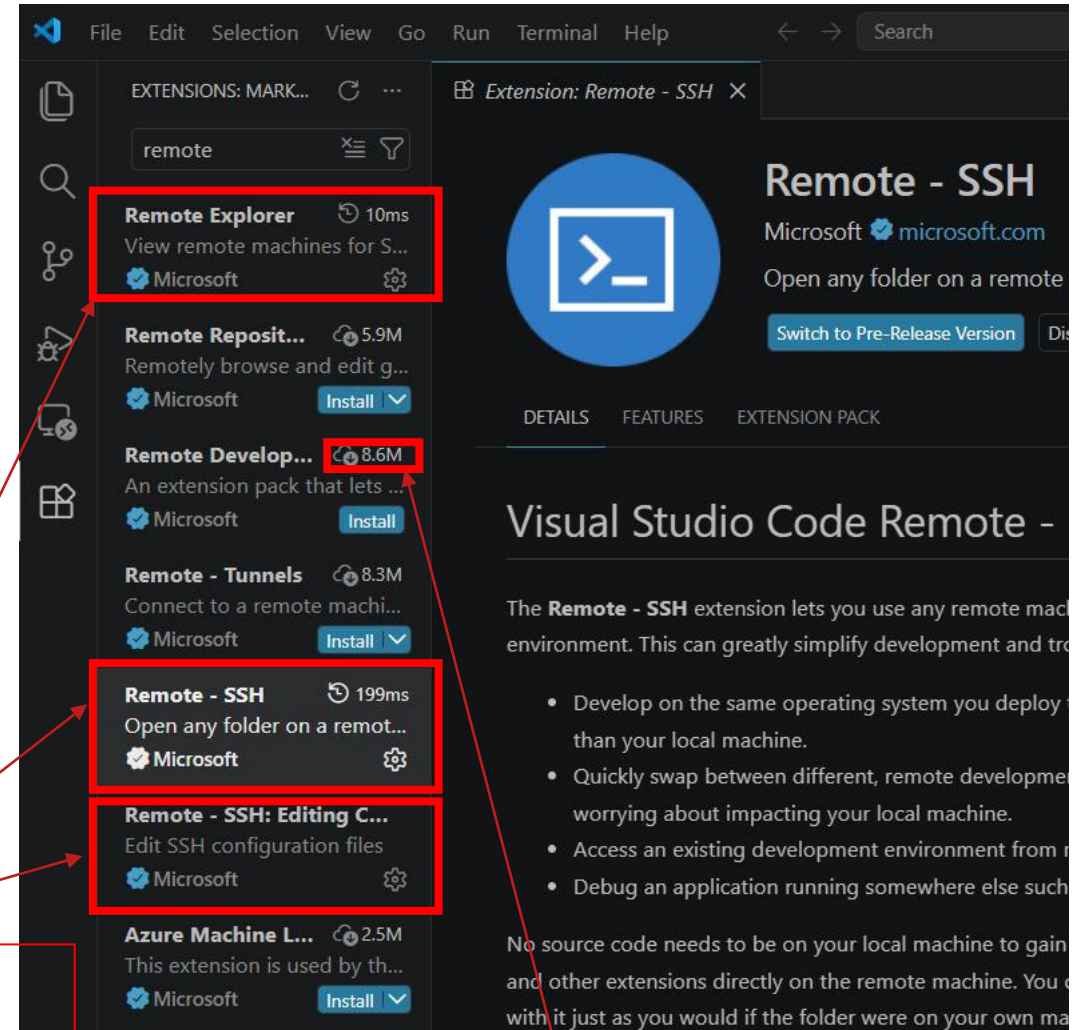 File Edit Selection View Go Run Terminal Help Search
EXTENSIONS: MARK...
remote
Remote Explorer 10ms
View remote machines for S...
Microsoft
Remote Reposit... 5.9M
Remotely browse and edit g...
Microsoft Install
Remote Develop... 8.6M
An extension pack that lets ...
Microsoft Install
Remote - Tunnels 8.3M
Connect to a remote machi...
Microsoft Install
Remote - SSH 199ms
Open any folder on a remot...
Microsoft
Remote - SSH: Editing C...
Edit SSH configuration files
Microsoft
Azure Machine L... 2.5M
This extension is used by th...
Microsoft Install
Extension: Remote - SSH
Remote - SSH
Microsoft microsoft.com
Open any folder on a remote
Switch to Pre-Release Version
DETAILS FEATURES EXTENSION PACK
Visual Studio Code Remote -
The Remote - SSH extension lets you use any remote
environment. This can greatly simplify development and
• Develop on the same operating system you deploy
than your local machine.
• Quickly swap between different, remote
worrying about impacting your local machine.
• Access an existing development environment from
• Debug an application running somewhere else such
No source code needs to be on your local machine to gain
and other extensions directly on the remote machine. You
with it just as you would if the folder were on your own